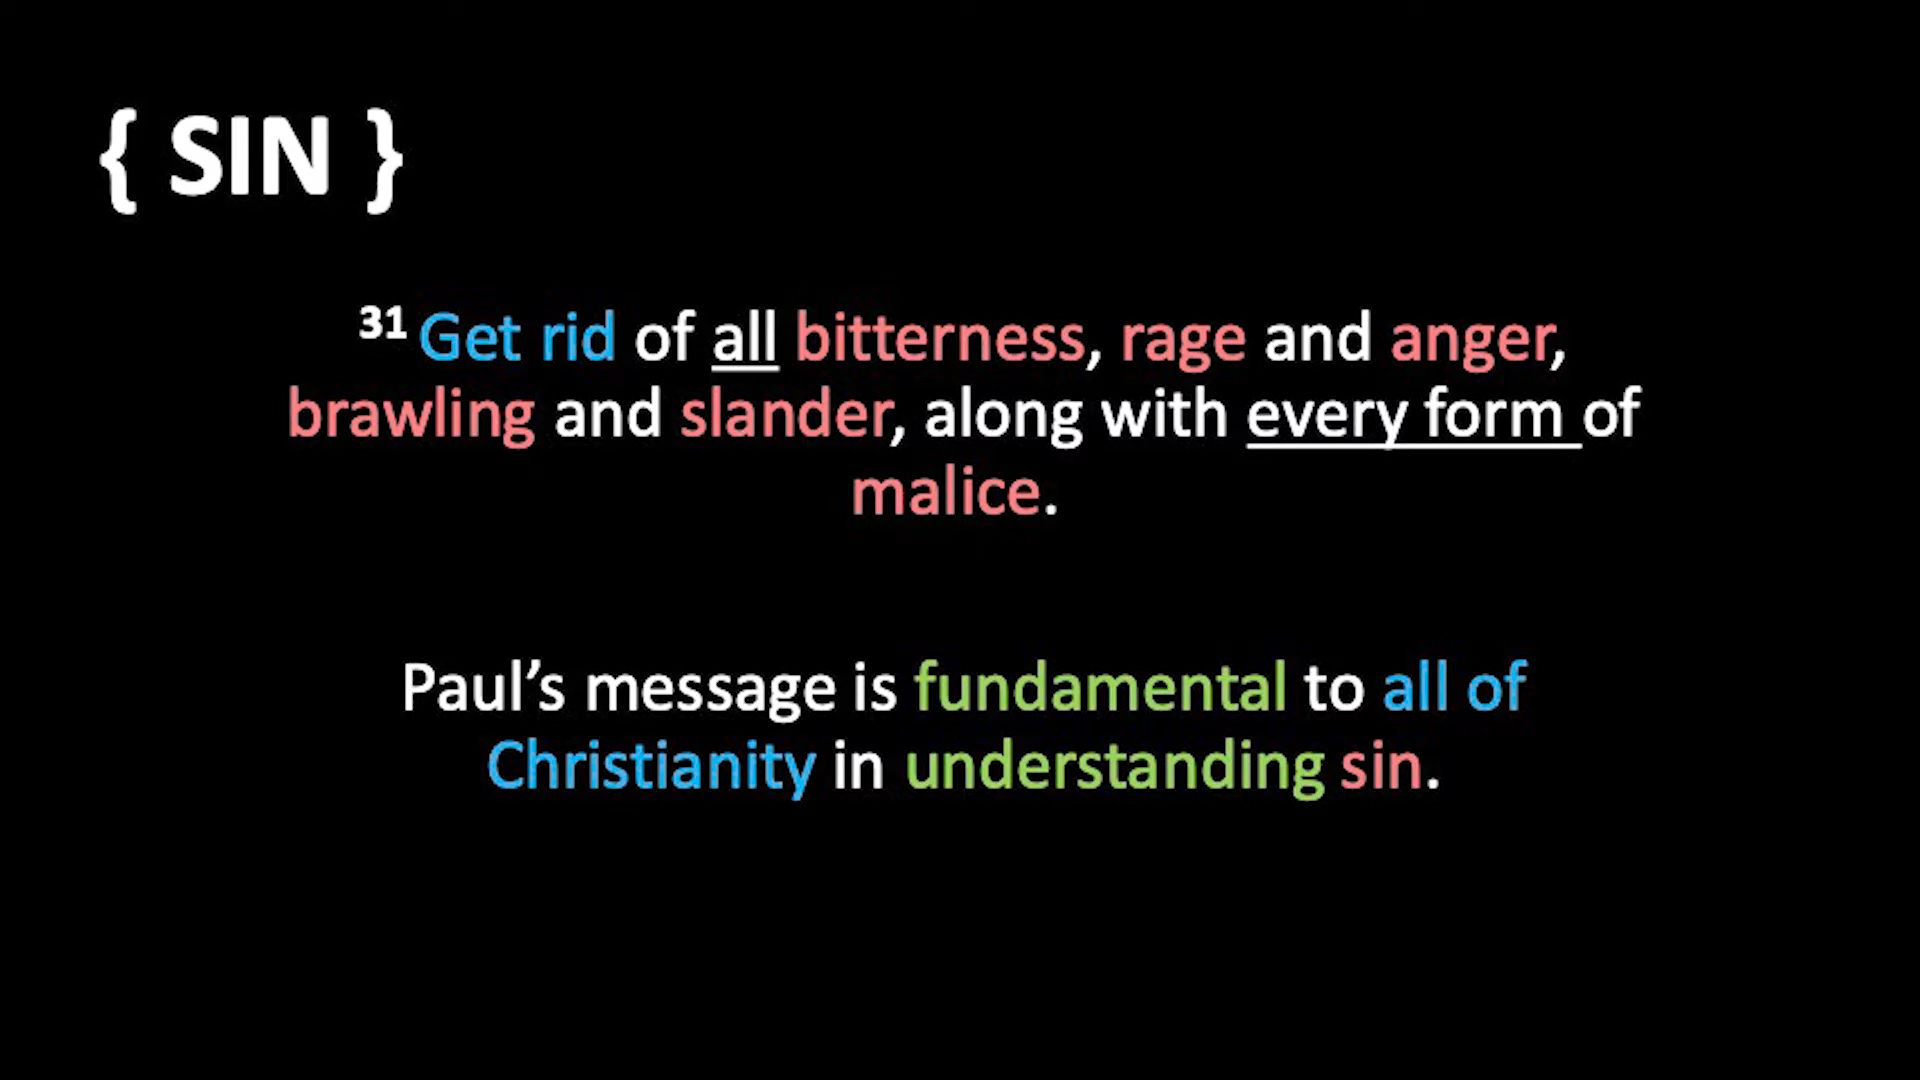 { SIN }
31 Get rid of all bitterness, rage and anger,
brawling and slander, along with every form of
malice.
Paul’s message is fundamental to all of
Christianity in understanding sin.